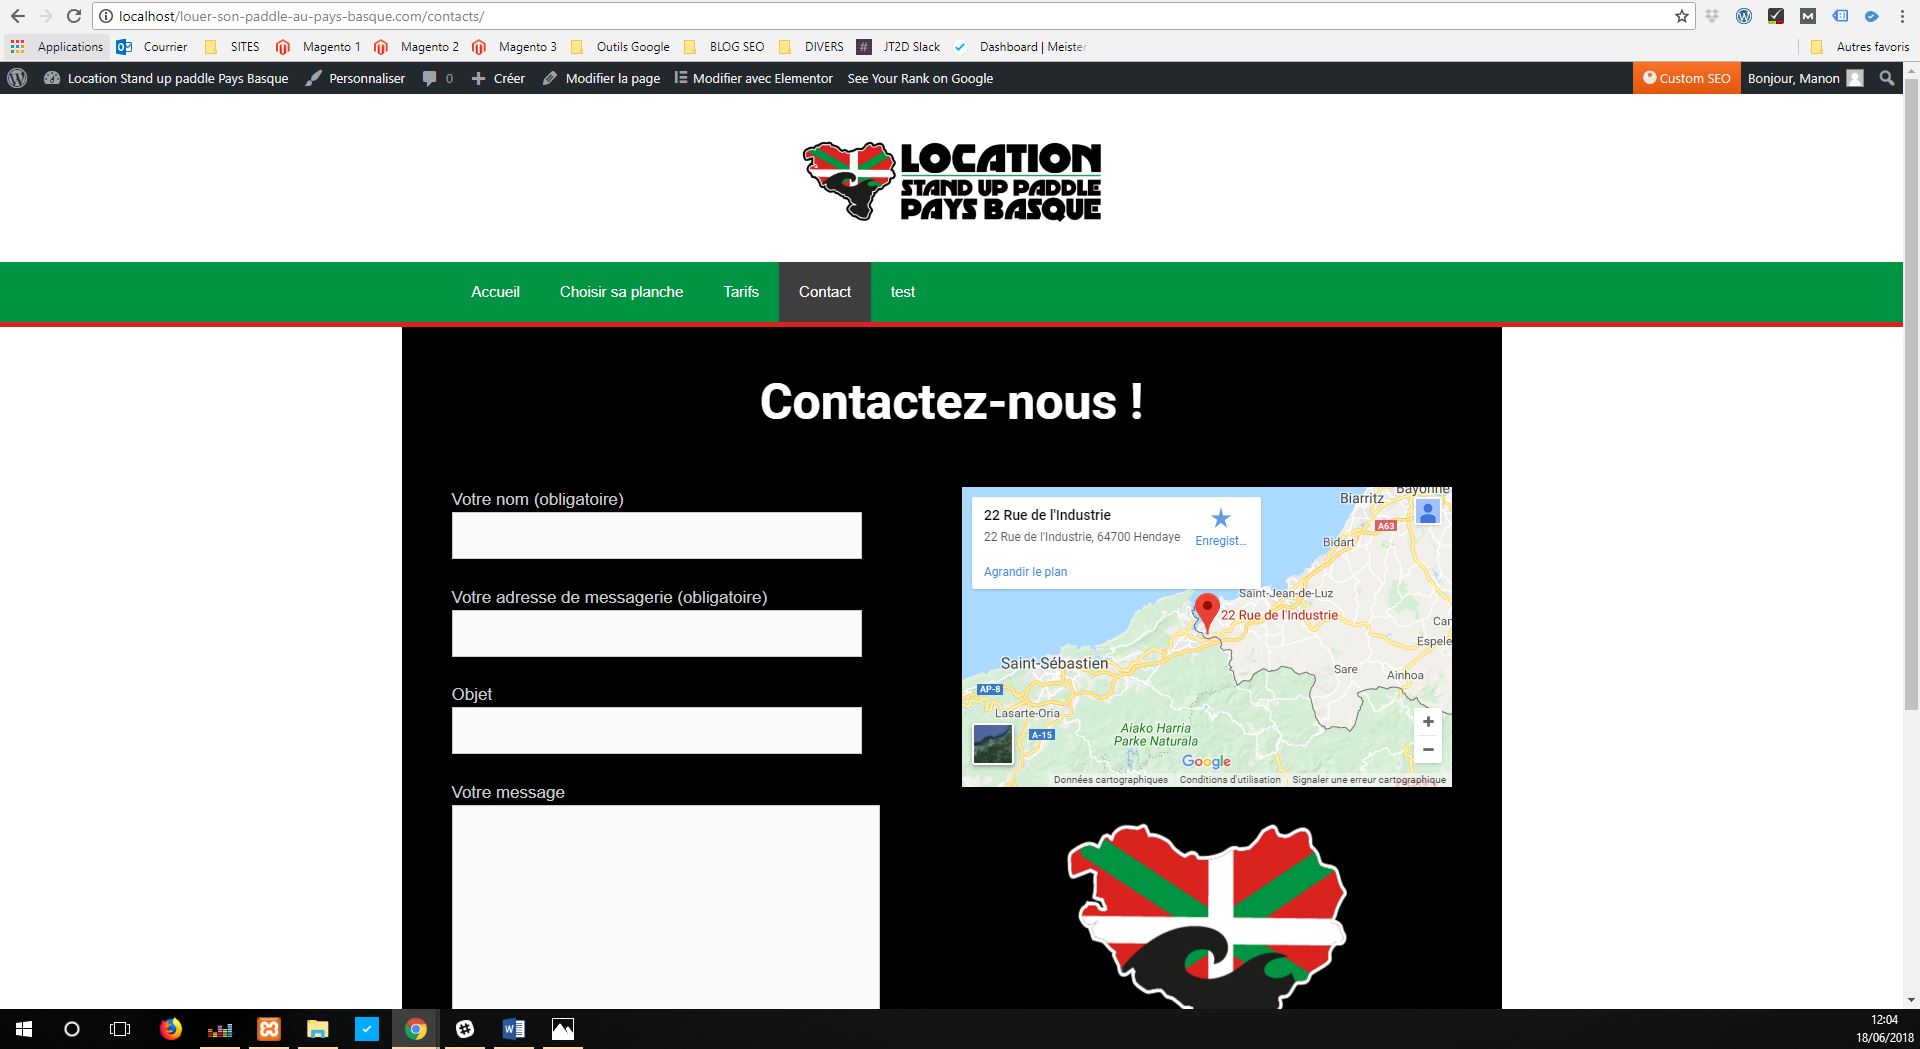 localhost/louer-son-paddle-au-pays-basque.com/contacts/
Applications Courrier SITES Magento 1 Magento 2 Magento 3 Outils Google BLOG SEO DIVERS JT2D Slack Dashboard | Meister Autres favoris
Location Stand up paddle Pays Basque Personnaliser 0 Créer Modifier la page Modifier avec Elementor See Your Rank on Google Custom SEO Bonjour, Manon
LOCATION
STAND UP PADDLE
PAYS BASQUE
Accueil Choisir sa planche Tarifs Contact test
Contactez-nous !
Votre nom (obligatoire)
Votre adresse de messagerie (obligatoire)
Objet
Votre message
22 Rue de l'Industrie
22 Rue de l'Industrie, 64700 Hendaye
Enregist...
Agrandir le plan
Bayonne
Biarritz
A63
Bidart
Saint-Jean-de-Luz
22 Rue de l'Industrie
Can
Espele
Saint-Sébastien
Sare
Ainhoa
AP-8
Lasarte-Oria
A-15
Aiako Harria
Parke Naturala
Google
Données cartographiques Conditions d'utilisation Signaler une erreur cartographique
12:04
18/06/2018